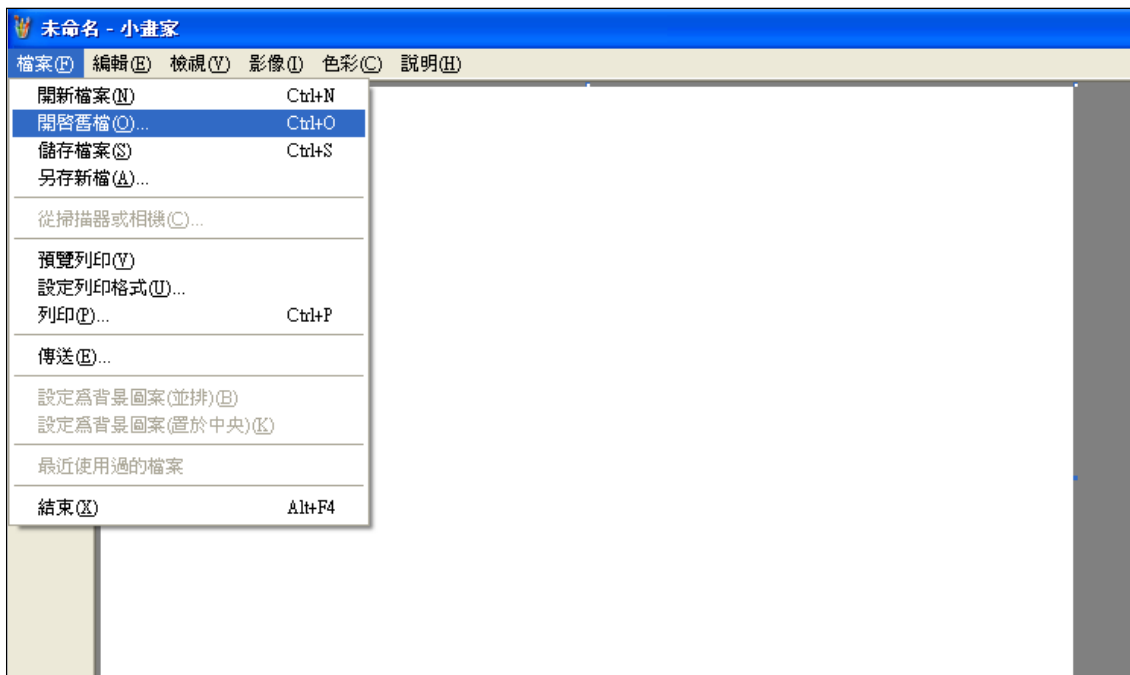 未命名 - 小畫家
檔案(F) 編輯(E) 檢視(V) 影像(I) 色彩(C) 說明(H)
開新檔案(N) Ctrl+N
開啓舊檔(O)... Ctrl+O
儲存檔案(S) Ctrl+S
另存新檔(A)...
從掃描器或相機(C)...
預覽列印(V)
設定列印格式(U)...
列印(P)... Ctrl+P
傳送(E)...
設定爲背景圖案(並排)(B)
設定爲背景圖案(置於中央)(K)
最近使用過的檔案
結束(X) Alt+F4